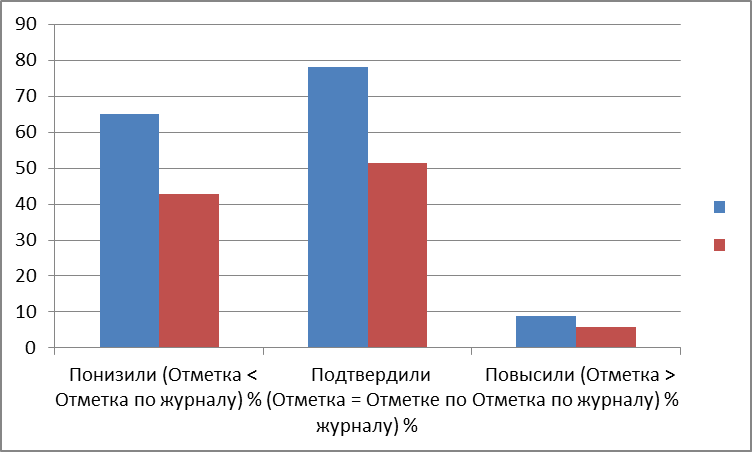 90
80
70
60
50
40
30
20
10
0
Понизили (Отметка <
Отметка по журналу) %
Подтвердили
(Отметка = Отметке по
журналу) %
Повысили (Отметка >
Отметка по журналу) %